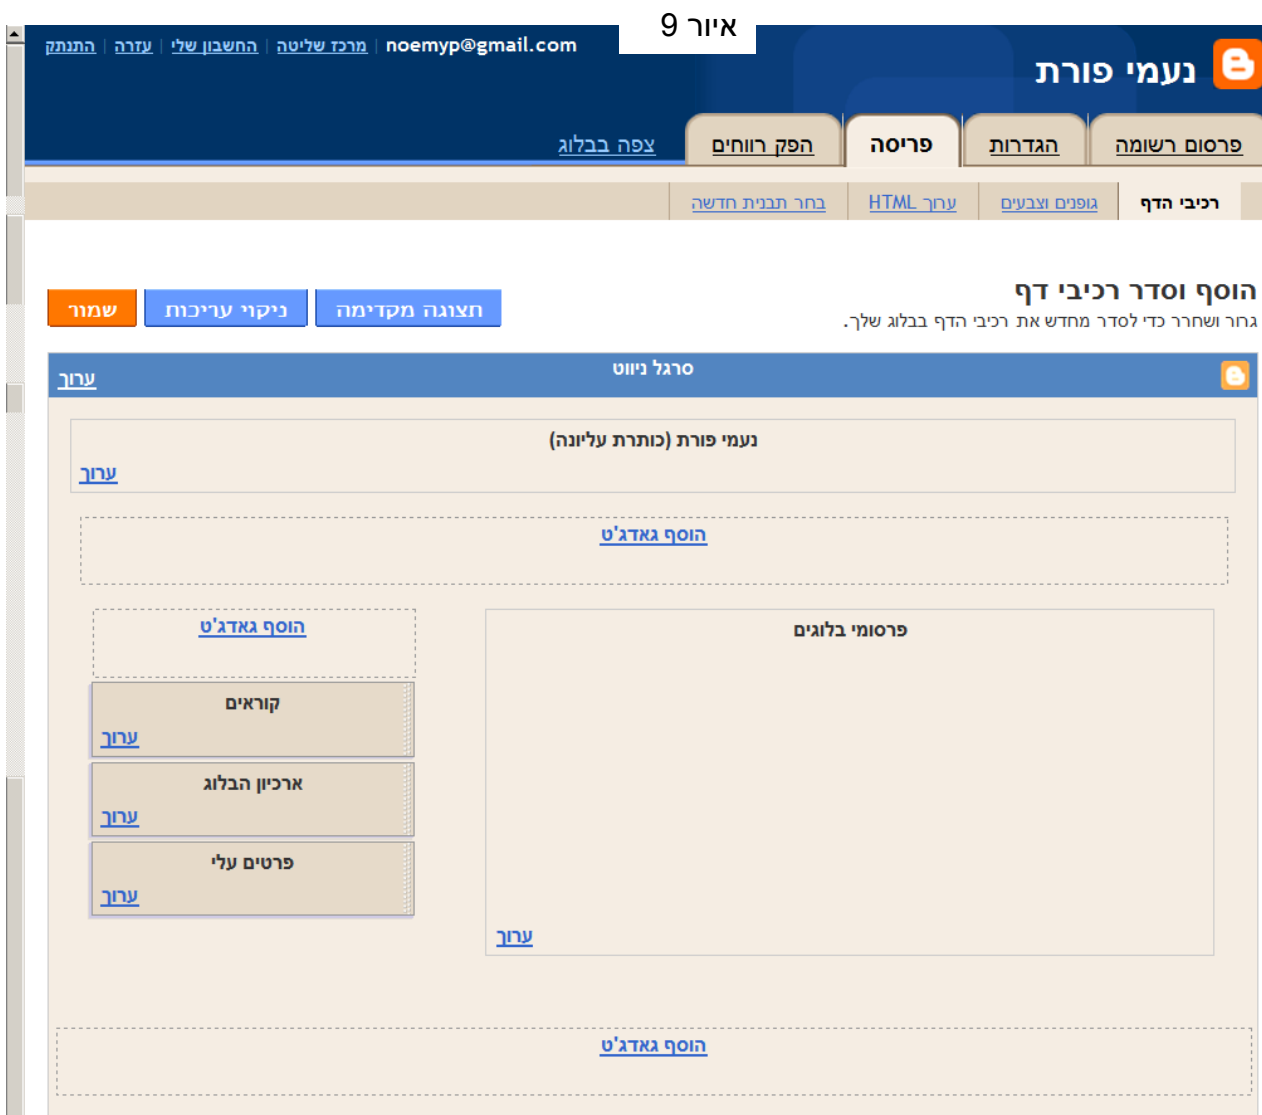 איור 9
noemyp@gmail.com | מרכז שליטה | החשבון שלי | עזרה | התנתק
נעמי פורת
פרסום רשומה
הגדרות
פריסה
הפק רווחים
צפה בבלוג
רכיבי הדף
גופנים וצבעים
ערוך HTML
בחר תבנית חדשה
הוסף וסדר רכיבי דף
גרור ושחרר כדי לסדר מחדש את רכיבי הדף בבלוג שלך.
תצוגה מקדימה
ניקוי עריכות
שמור
סרגל ניווט
ערוך
נעמי פורת (כותרת עליונה)
ערוך
הוסף גאדג'ט
פרסומי בלוגים
ערוך
הוסף גאדג'ט
קוראים
ערוך
ארכיון הבלוג
ערוך
פרטים עלי
ערוך
הוסף גאדג'ט